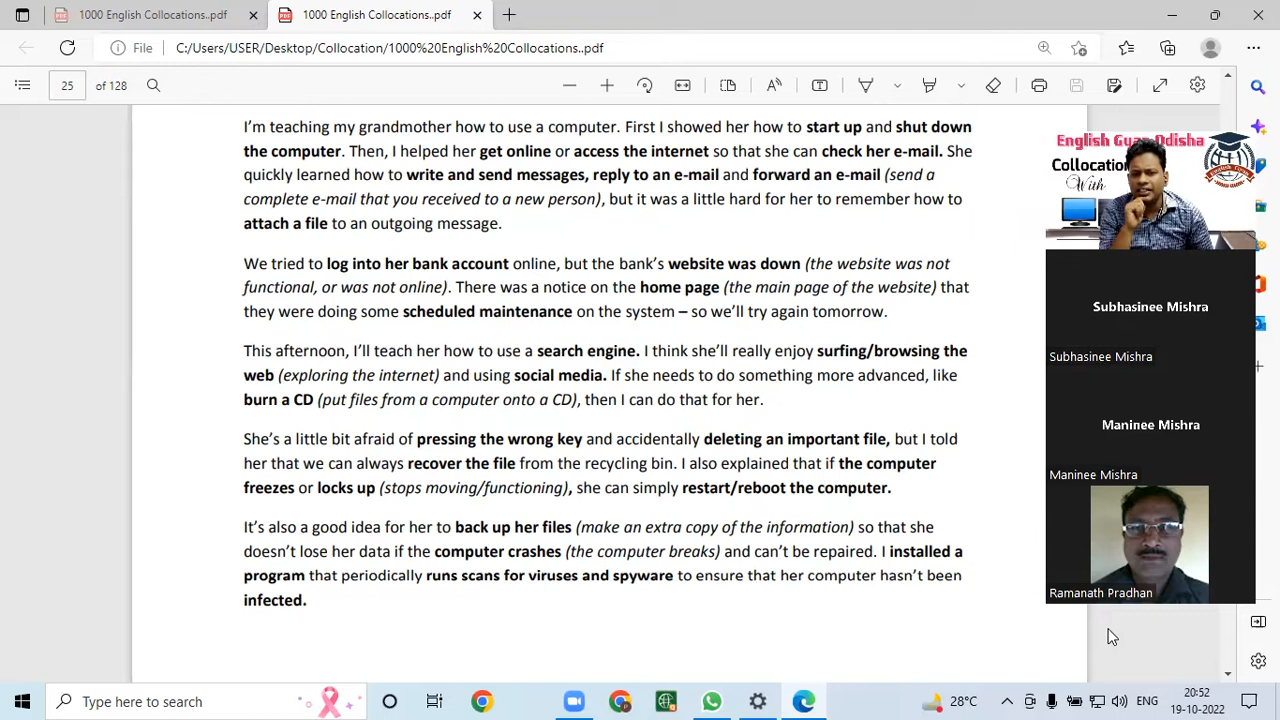 1000 English Collocations..pdf
1000 English Collocations..pdf
File
C:/Users/USER/Desktop/Collocation/1000%20English%20Collocations..pdf
25 of 128
I'm teaching my grandmother how to use a computer. First I showed her how to start up and shut down
the computer. Then, I helped her get online or access the internet so that she can check her e-mail. She
quickly learned how to write and send messages, reply to an e-mail and forward an e-mail (send a
complete e-mail that you received to a new person), but it was a little hard for her to remember how to
attach a file to an outgoing message.
We tried to log into her bank account online, but the bank's website was down (the website was not
functional, or was not online). There was a notice on the home page (the main page of the website) that
they were doing some scheduled maintenance on the system – so we'll try again tomorrow.
This afternoon, I'll teach her how to use a search engine. I think she'll really enjoy surfing/browsing the
web (exploring the internet) and using social media. If she needs to do something more advanced, like
burn a CD (put files from a computer onto a CD), then I can do that for her.
She's a little bit afraid of pressing the wrong key and accidentally deleting an important file, but I told
her that we can always recover the file from the recycling bin. I also explained that if the computer
freezes or locks up (stops moving/functioning), she can simply restart/reboot the computer.
It's also a good idea for her to back up her files (make an extra copy of the information) so that she
doesn't lose her data if the computer crashes (the computer breaks) and can't be repaired. I installed a
program that periodically runs scans for viruses and spyware to ensure that her computer hasn't been
infected.
English Guru Odisha
With
Subhasinee Mishra
Subhasinee Mishra
Maninee Mishra
Maninee Mishra
Ramanath Pradhan
Type here to search
28°C
ENG
20:52
19-10-2022